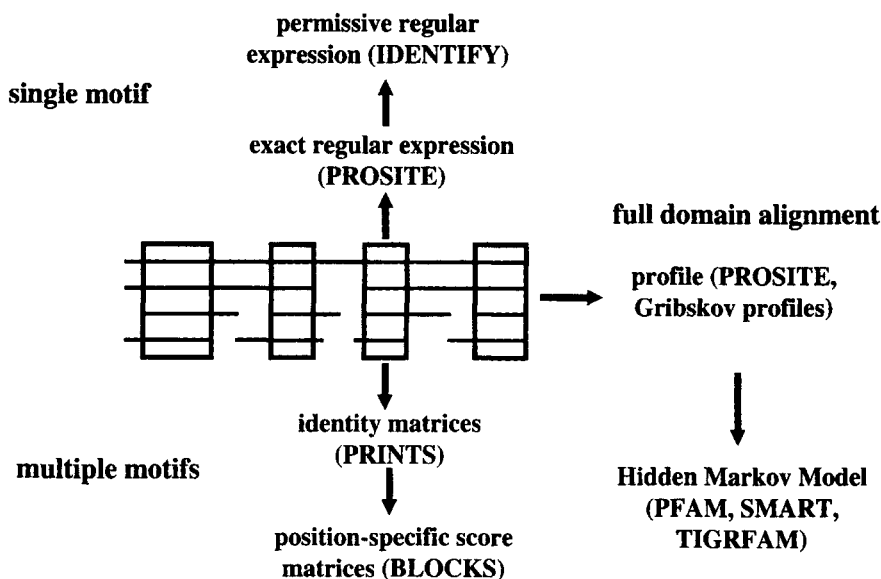 permissive regular
expression (IDENTIFY)
single motif
exact regular expression
(PROSITE)
full domain alignment
profile (PROSITE,
Gribskov profiles)
identity matrices
(PRINTS)
multiple motifs
Hidden Markov Model
(PFAM, SMART,
TIGRFAM)
position-specific score
matrices (BLOCKS)